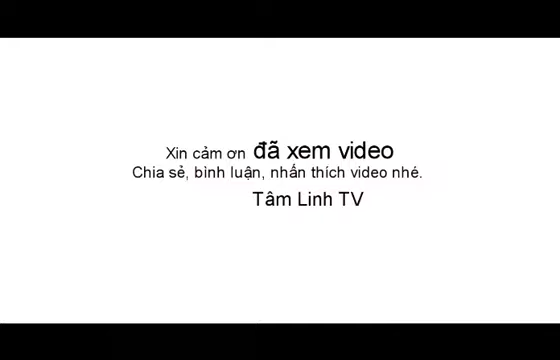 Xin cảm ơn đã xem video
Chia sẻ, bình luận, nhấn thích video nhé.
Tâm Linh TV